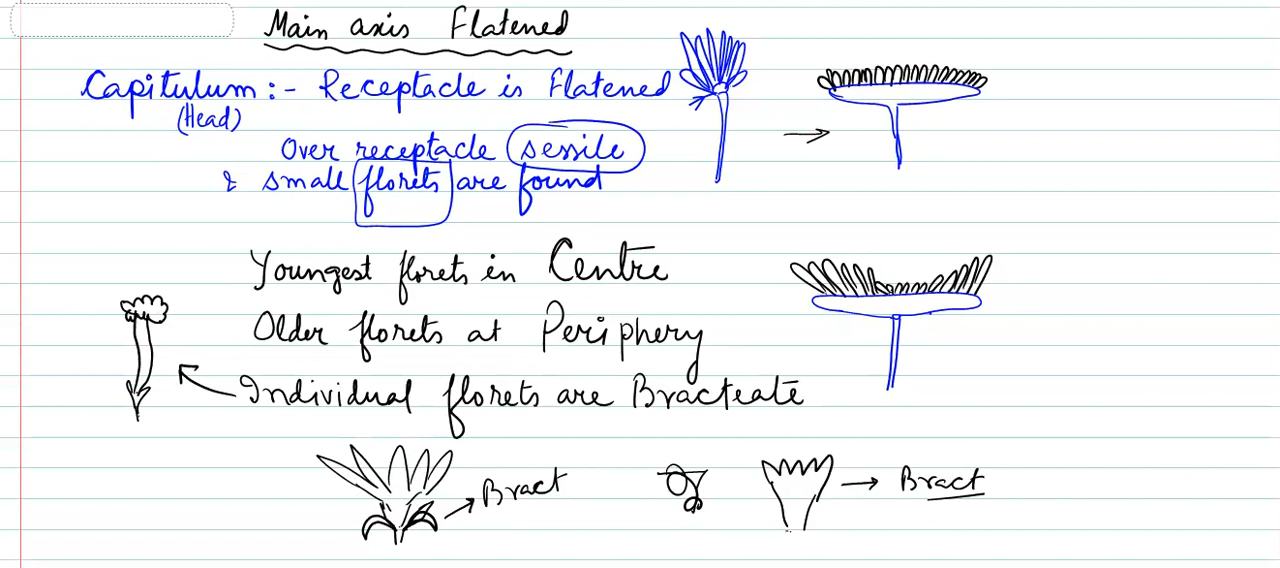 Main axis Flatened
Capitulum :- Receptacle is Flatened
(Head)
Over receptacle sessile
& small florets are found
Youngest florets in Centre
Older florets at Periphery
Individual florets are Bracteate
Bract
Bract